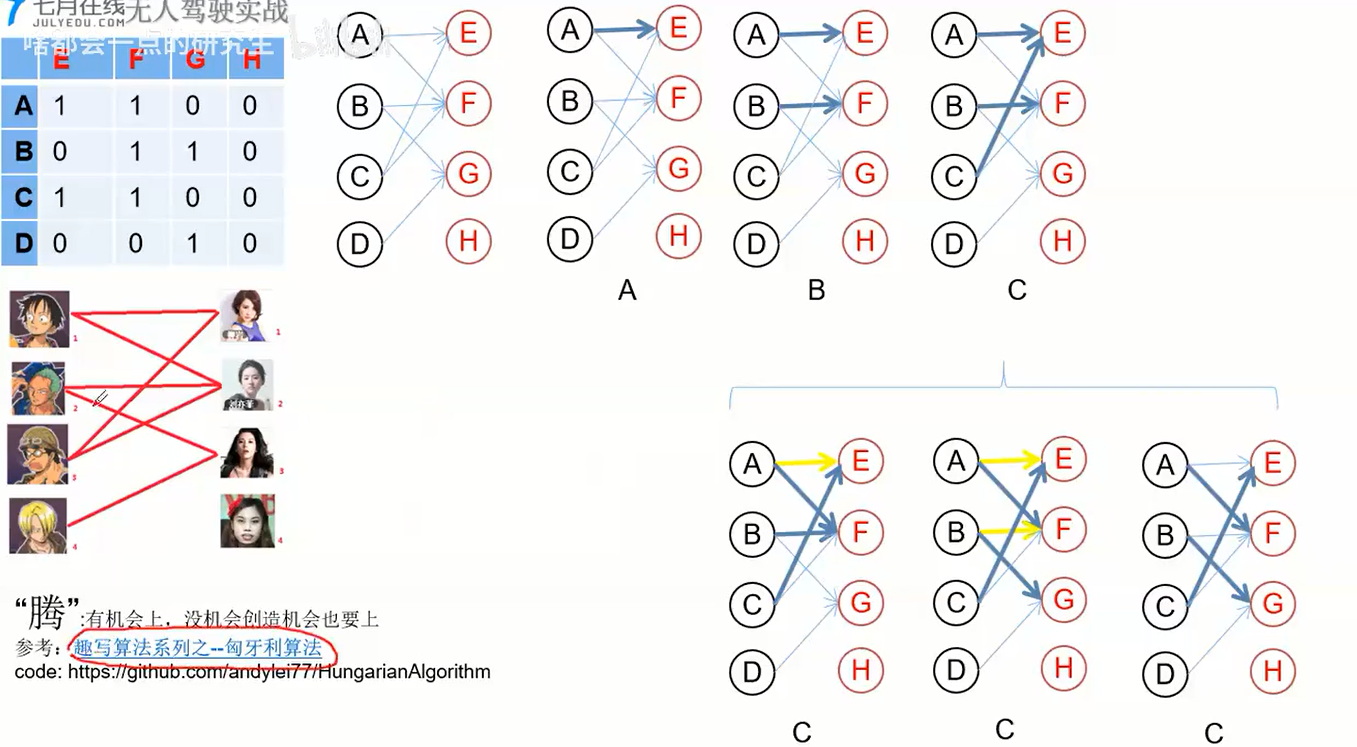 七月在线 无人驾驶实战
JULYEDU.COM
啥都会一点的研究生 bilibili
E F G H
A 1 1 0 0
B 0 1 1 0
C 1 1 0 0
D 0 0 1 0
A E
B F
C G
D H
A E
B F
C G
D H
A
A E
B F
C G
D H
B
A E
B F
C G
D H
C
1 1
2 2
3 3
4 4
A E
B F
C G
D H
C
A E
B F
C G
D H
C
A E
B F
C G
D H
C
“腾”:有机会上，没机会创造机会也要上
参考：趣写算法系列之--匈牙利算法
code: https://github.com/andylei77/HungarianAlgorithm